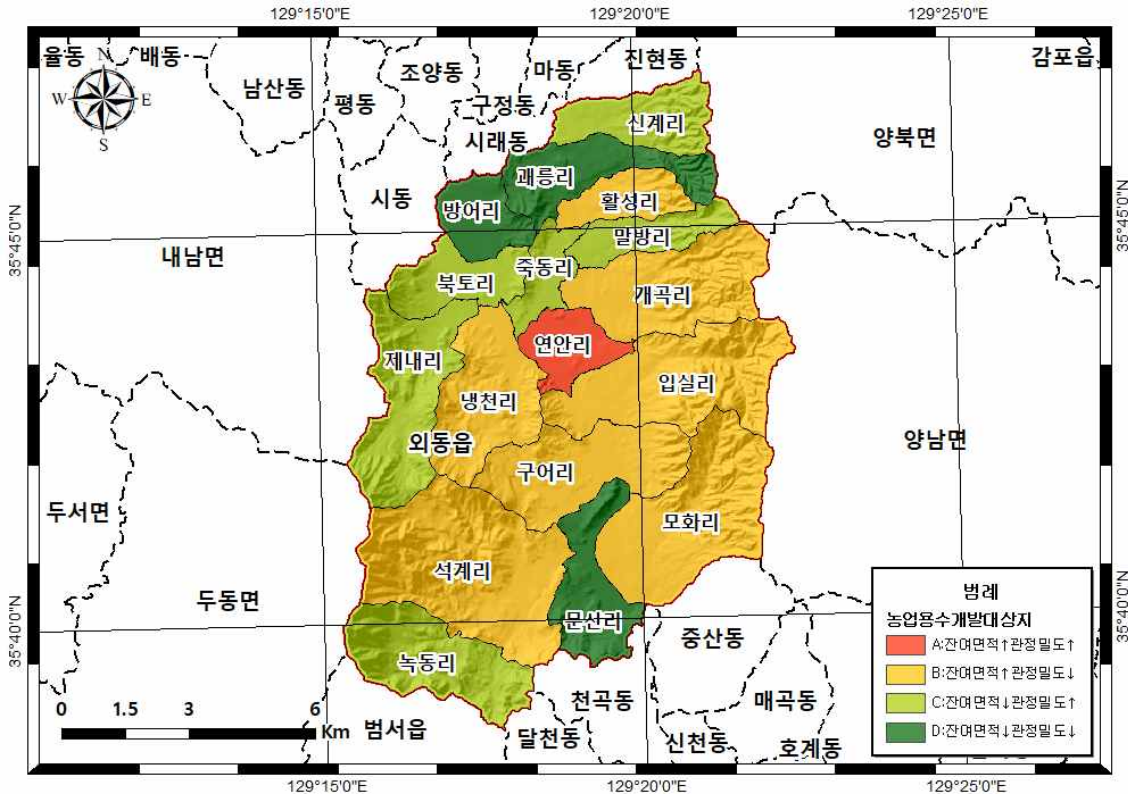 129°15'0"E
129°20'0"E
129°25'0"E
율동
배동
남산동
평동
조양동
마동
진현동
감포읍
구정동
시래동
신계리
양북면
N
W E
S
시동
괘릉리
방어리
활성리
말방리
35°45'0"N
35°45'0"N
내남면
북토리
죽동리
개곡리
제내리
연안리
입실리
냉천리
외동읍
구어리
양남면
두서면
모화리
석계리
두동면
문산리
35°40'0"N
35°40'0"N
중산동
녹동리
천곡동
매곡동
범서읍
달천동
신천동
호계동
0 1.5 3 6
Km
범례
농업용수개발대상지
A:잔여면적↑관정밀도↑
B:잔여면적↑관정밀도↓
C:잔여면적↓관정밀도↑
D:잔여면적↓관정밀도↓
129°15'0"E
129°20'0"E
129°25'0"E